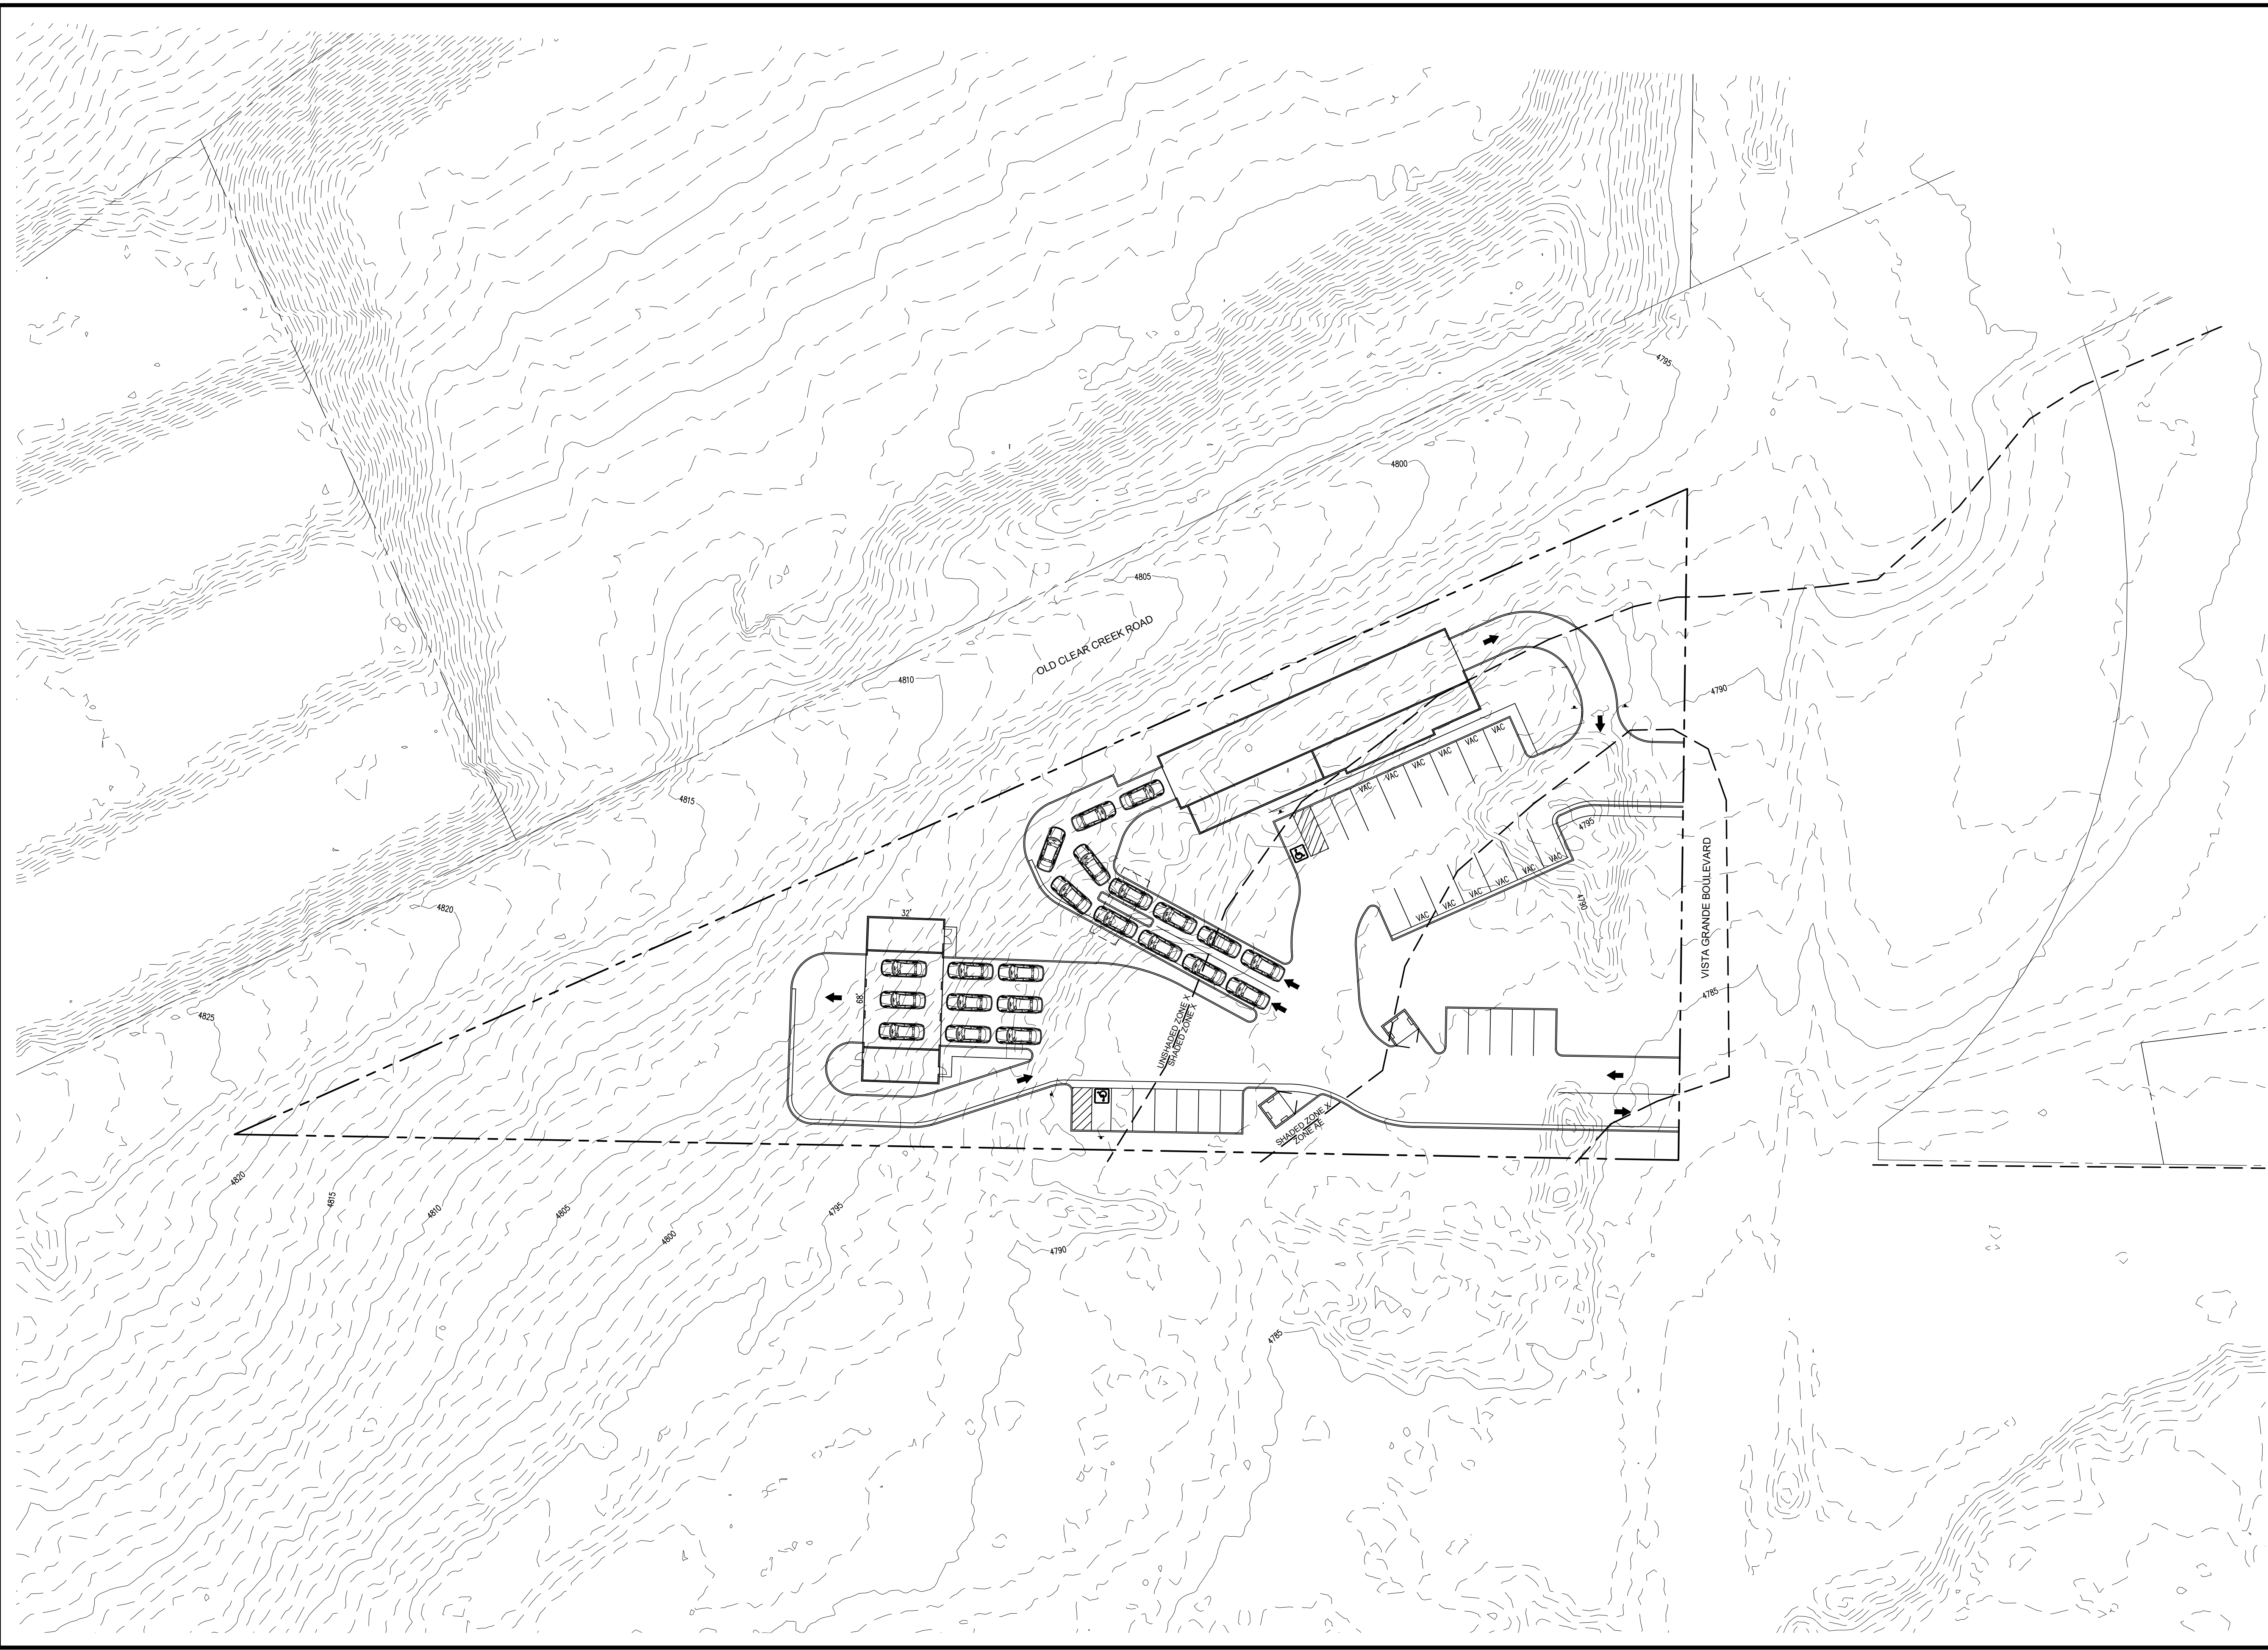 4795
4800
4805
OLD CLEAR CREEK ROAD
4810
4790
VAC
VAC
VAC
VAC
VAC
VAC
VAC
4815
4795
VISTA GRANDE BOULEVARD
VAC
VAC
VAC
VAC
VAC
VAC
4790
4820
32'
68'
4785
UNSHADED ZONE X
SHADED ZONE X
4825
SHADED ZONE X
ZONE AE
4820
4815
4810
4805
4800
4795
4790
4785